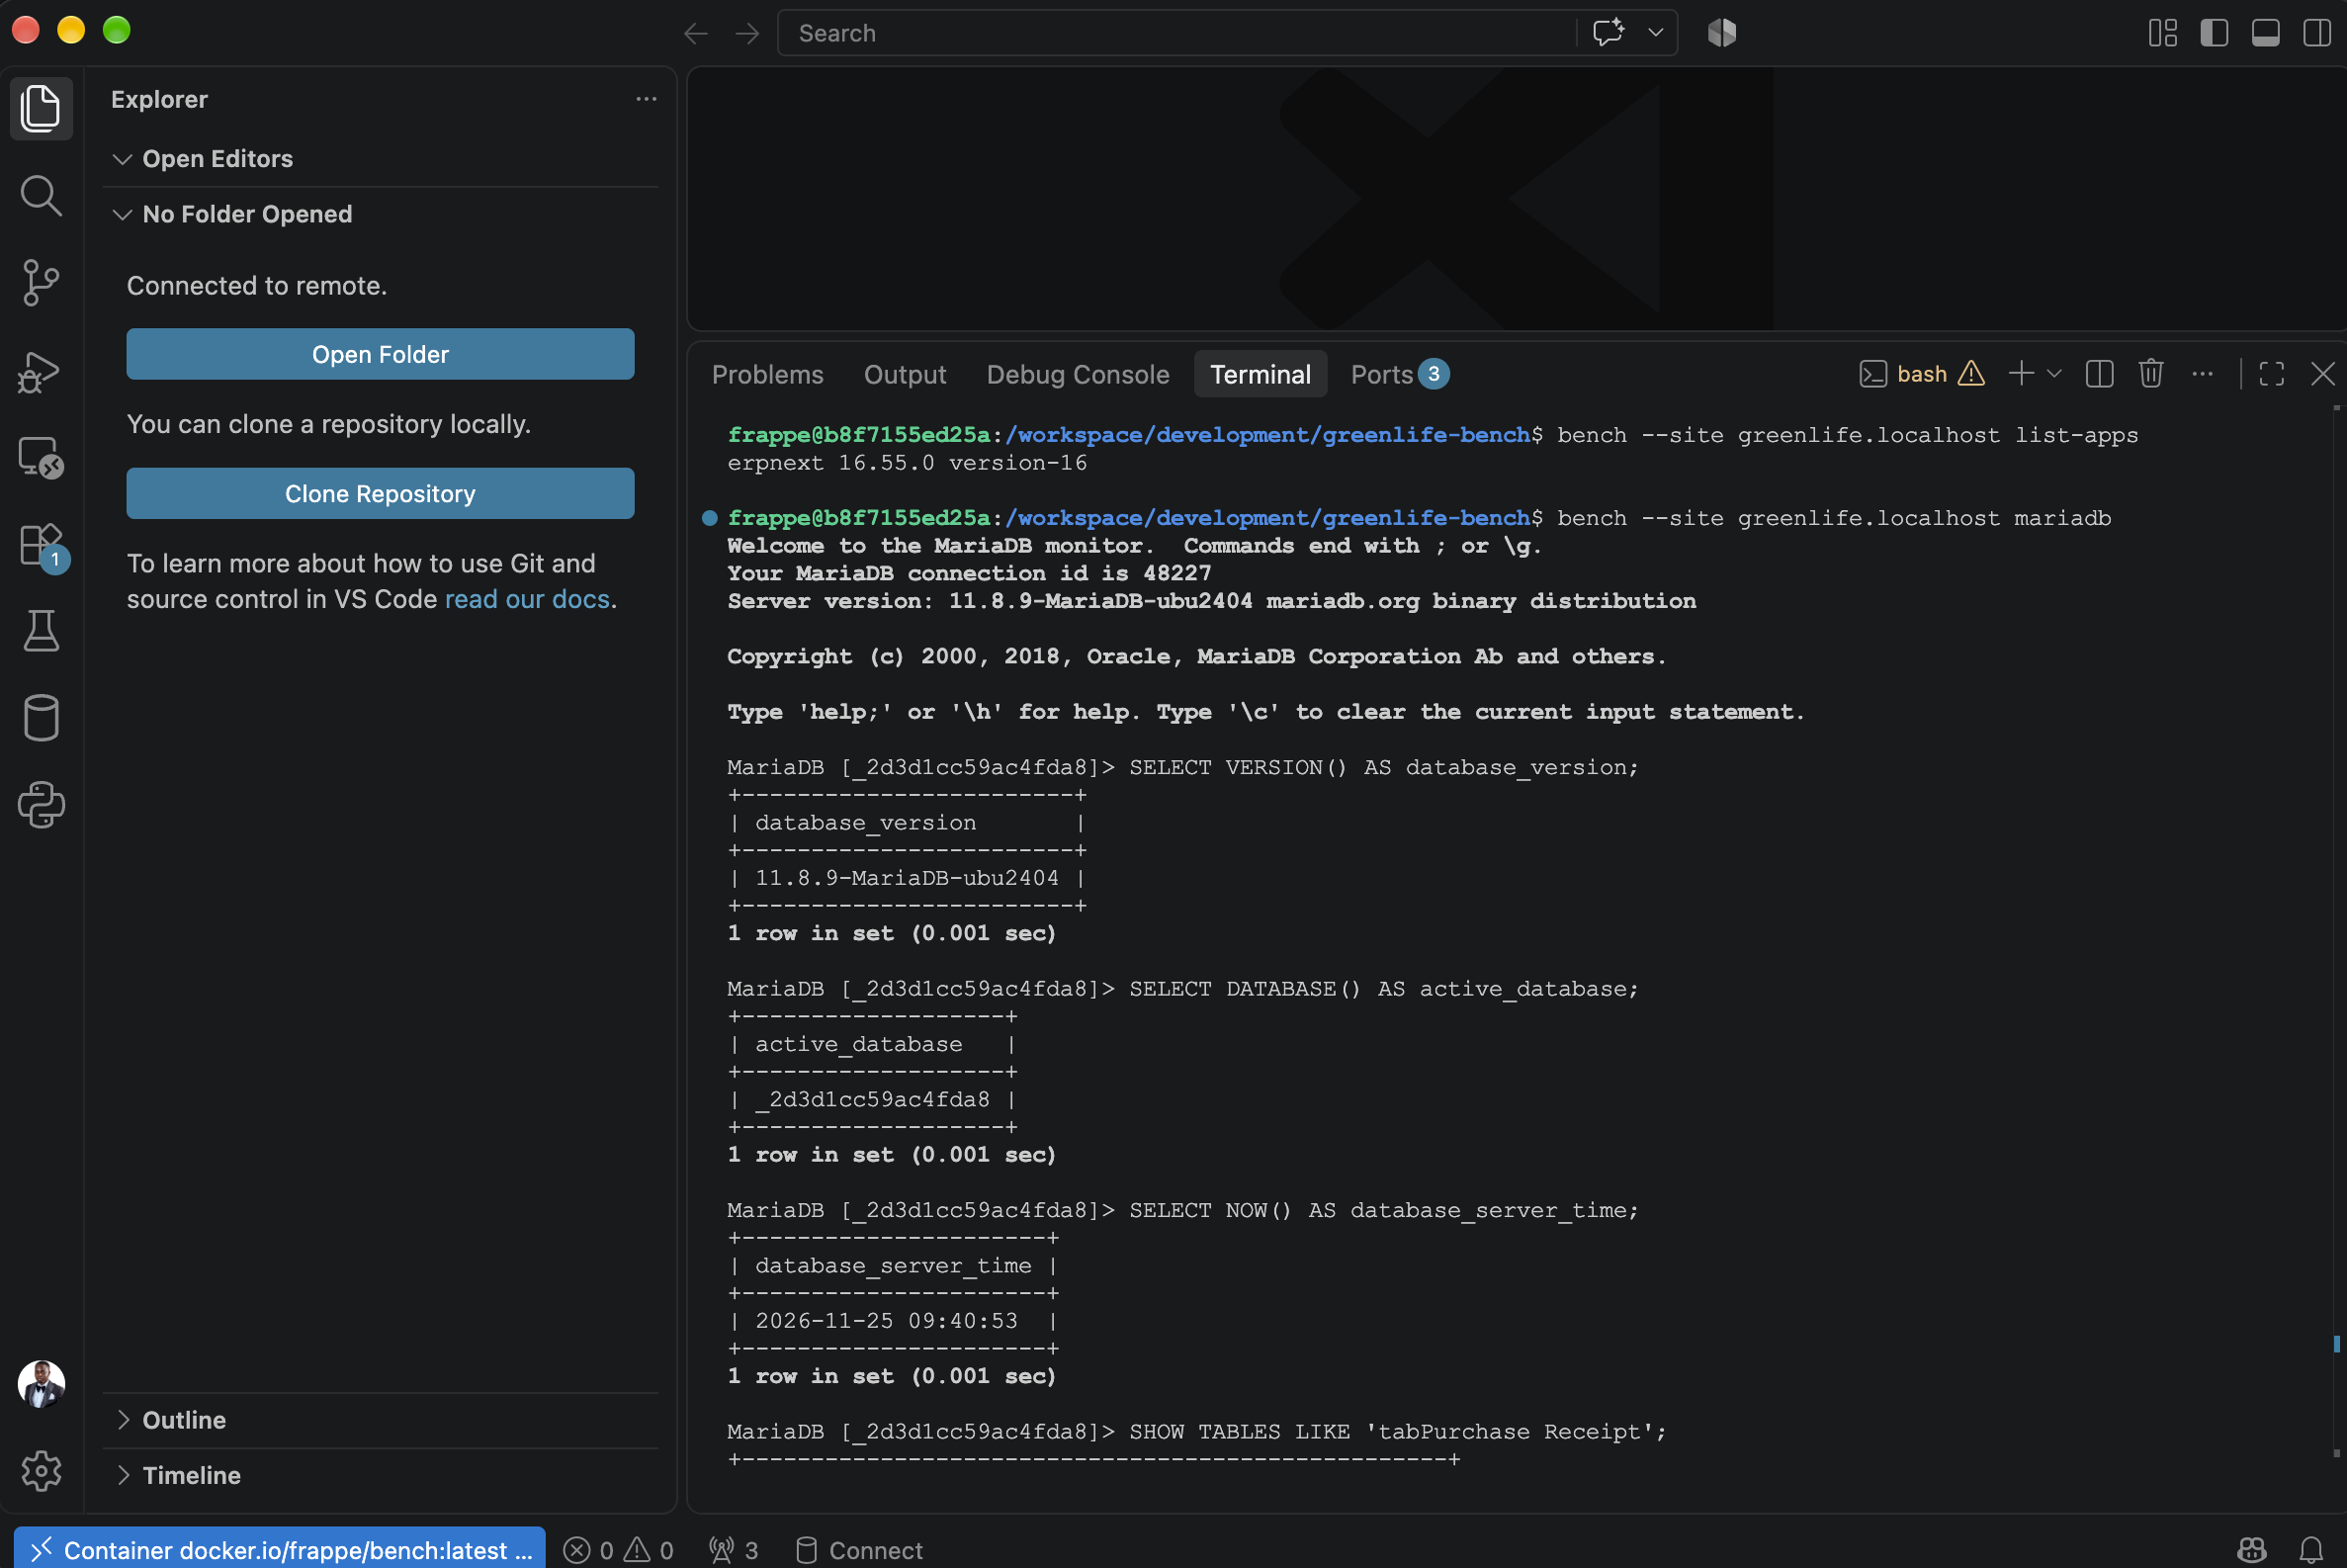 Search
Explorer
Open Editors
No Folder Opened
Connected to remote.
Open Folder
You can clone a repository locally.
Clone Repository
To learn more about how to use Git and
source control in VS Code read our docs.
1
Outline
Timeline
Problems Output Debug Console Terminal Ports 3 bash
frappe@b8f7155ed25a:/workspace/development/greenlife-bench$ bench --site greenlife.localhost list-apps
erpnext 16.55.0 version-16
frappe@b8f7155ed25a:/workspace/development/greenlife-bench$ bench --site greenlife.localhost mariadb
Welcome to the MariaDB monitor.  Commands end with ; or \g.
Your MariaDB connection id is 48227
Server version: 11.8.9-MariaDB-ubu2404 mariadb.org binary distribution
Copyright (c) 2000, 2018, Oracle, MariaDB Corporation Ab and others.
Type 'help;' or '\h' for help. Type '\c' to clear the current input statement.
MariaDB [_2d3d1cc59ac4fda8]> SELECT VERSION() AS database_version;
+------------------------+
| database_version       |
+------------------------+
| 11.8.9-MariaDB-ubu2404 |
+------------------------+
1 row in set (0.001 sec)
MariaDB [_2d3d1cc59ac4fda8]> SELECT DATABASE() AS active_database;
+-------------------+
| active_database   |
+-------------------+
| _2d3d1cc59ac4fda8 |
+-------------------+
1 row in set (0.001 sec)
MariaDB [_2d3d1cc59ac4fda8]> SELECT NOW() AS database_server_time;
+----------------------+
| database_server_time |
+----------------------+
| 2026-11-25 09:40:53  |
+----------------------+
1 row in set (0.001 sec)
MariaDB [_2d3d1cc59ac4fda8]> SHOW TABLES LIKE 'tabPurchase Receipt';
+---------------------------------------------------+
Container docker.io/frappe/bench:latest ... 0 0 3 Connect